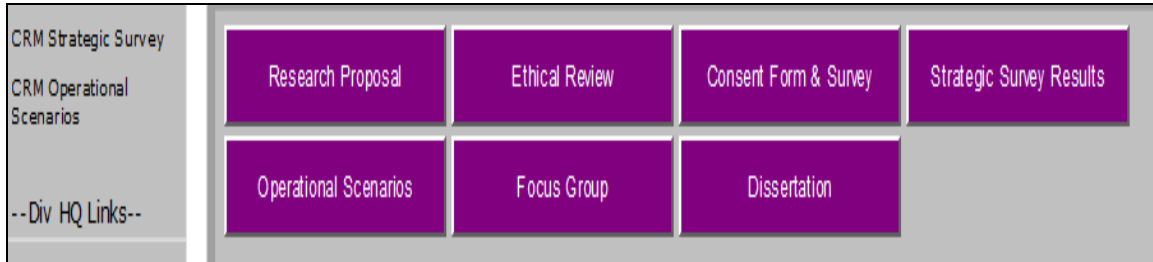 CRM Strategic Survey
CRM Operational
Scenarios
--Div HQ Links--
Research Proposal
Ethical Review
Consent Form & Survey
Strategic Survey Results
Operational Scenarios
Focus Group
Dissertation